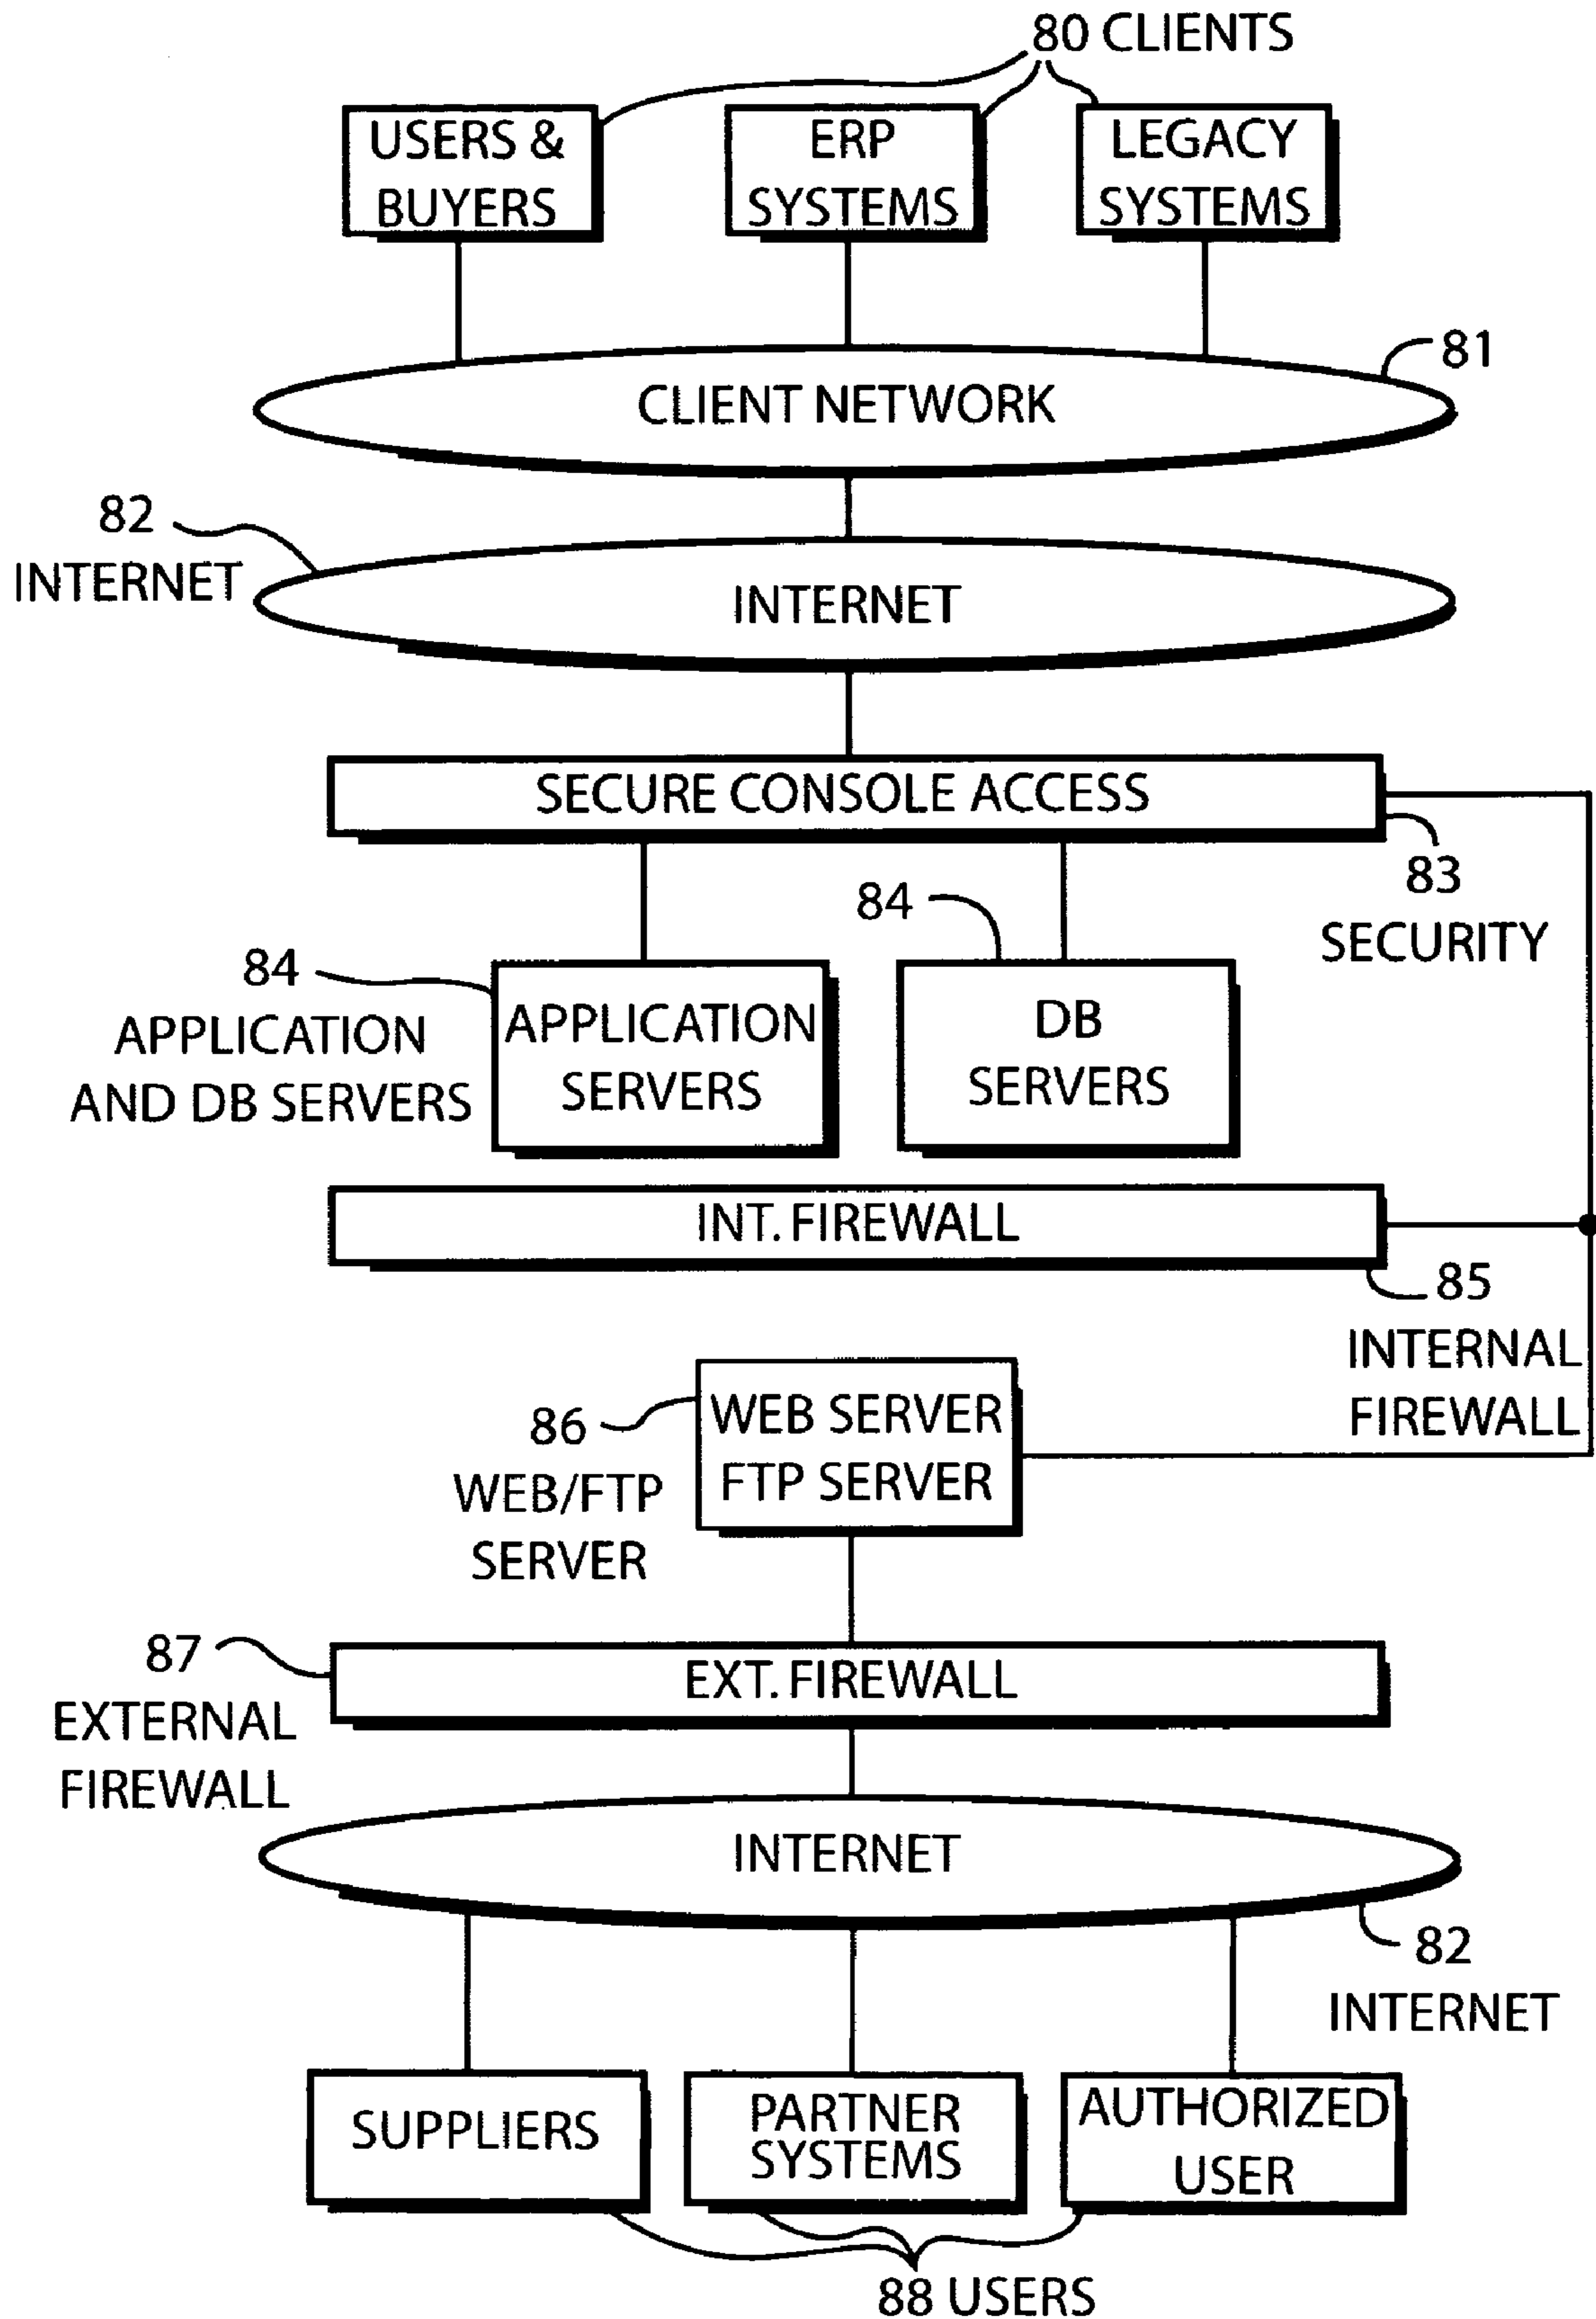 80 CLIENTS
USERS &
BUYERS
ERP
SYSTEMS
LEGACY
SYSTEMS
81
CLIENT NETWORK
82
INTERNET
INTERNET
SECURE CONSOLE ACCESS
83
SECURITY
84
84
APPLICATION
AND DB SERVERS
APPLICATION
SERVERS
DB
SERVERS
INT. FIREWALL
85
INTERNAL
FIREWALL
86
WEB/FTP
SERVER
WEB SERVER
FTP SERVER
87
EXTERNAL
FIREWALL
EXT. FIREWALL
INTERNET
82
INTERNET
SUPPLIERS
PARTNER
SYSTEMS
AUTHORIZED
USER
88 USERS